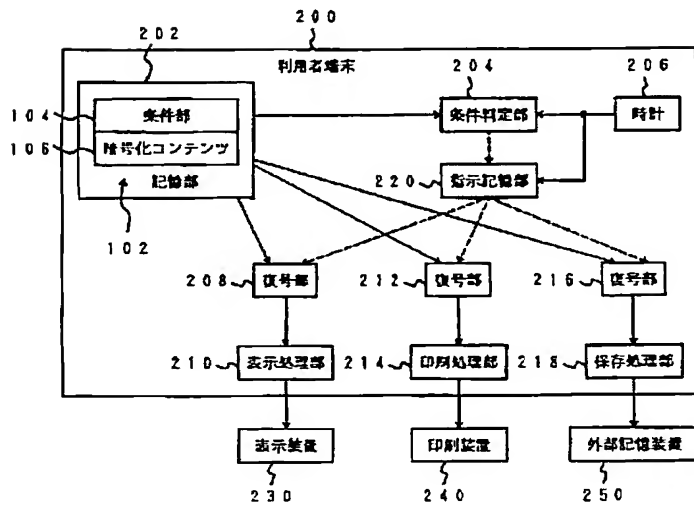 200
202
利用者端末
204
206
104
条件部
条件判定部
時計
106
暗号化コンテンツ
220
指示記憶部
記憶部
102
208
復号部
212
復号部
216
復号部
210
表示処理部
214
印刷処理部
218
保存処理部
表示装置
印刷装置
外部記憶装置
230
240
250